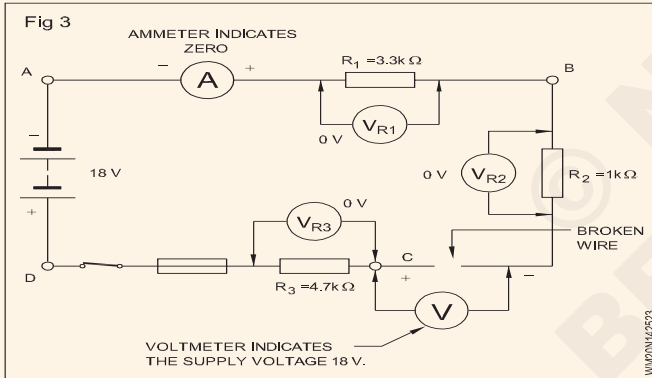 Fig 3
AMMETER INDICATES
ZERO
A
− A +
R1 =3.3k Ω
B
0 V
VR1
−
18 V
+
0 V
VR2
R2 =1kΩ
0 V
VR3
BROKEN
WIRE
D
R3 =4.7k Ω
C
+
−
V
VOLTMETER INDICATES
THE SUPPLY VOLTAGE 18 V.
WM20N142523
©